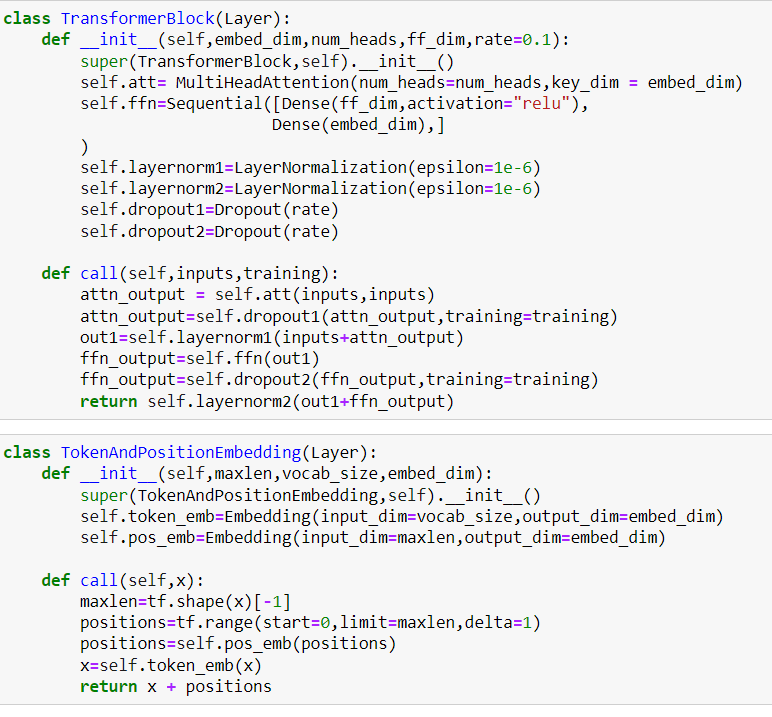 class TransformerBlock(Layer):
    def __init__(self,embed_dim,num_heads,ff_dim,rate=0.1):
        super(TransformerBlock,self).__init__()
        self.att= MultiHeadAttention(num_heads=num_heads,key_dim = embed_dim)
        self.ffn=Sequential([Dense(ff_dim,activation="relu"),
                            Dense(embed_dim),]
        )
        self.layernorm1=LayerNormalization(epsilon=1e-6)
        self.layernorm2=LayerNormalization(epsilon=1e-6)
        self.dropout1=Dropout(rate)
        self.dropout2=Dropout(rate)

    def call(self,inputs,training):
        attn_output = self.att(inputs,inputs)
        attn_output=self.dropout1(attn_output,training=training)
        out1=self.layernorm1(inputs+attn_output)
        ffn_output=self.ffn(out1)
        ffn_output=self.dropout2(ffn_output,training=training)
        return self.layernorm2(out1+ffn_output)

class TokenAndPositionEmbedding(Layer):
    def __init__(self,maxlen,vocab_size,embed_dim):
        super(TokenAndPositionEmbedding,self).__init__()
        self.token_emb=Embedding(input_dim=vocab_size,output_dim=embed_dim)
        self.pos_emb=Embedding(input_dim=maxlen,output_dim=embed_dim)

    def call(self,x):
        maxlen=tf.shape(x)[-1]
        positions=tf.range(start=0,limit=maxlen,delta=1)
        positions=self.pos_emb(positions)
        x=self.token_emb(x)
        return x + positions